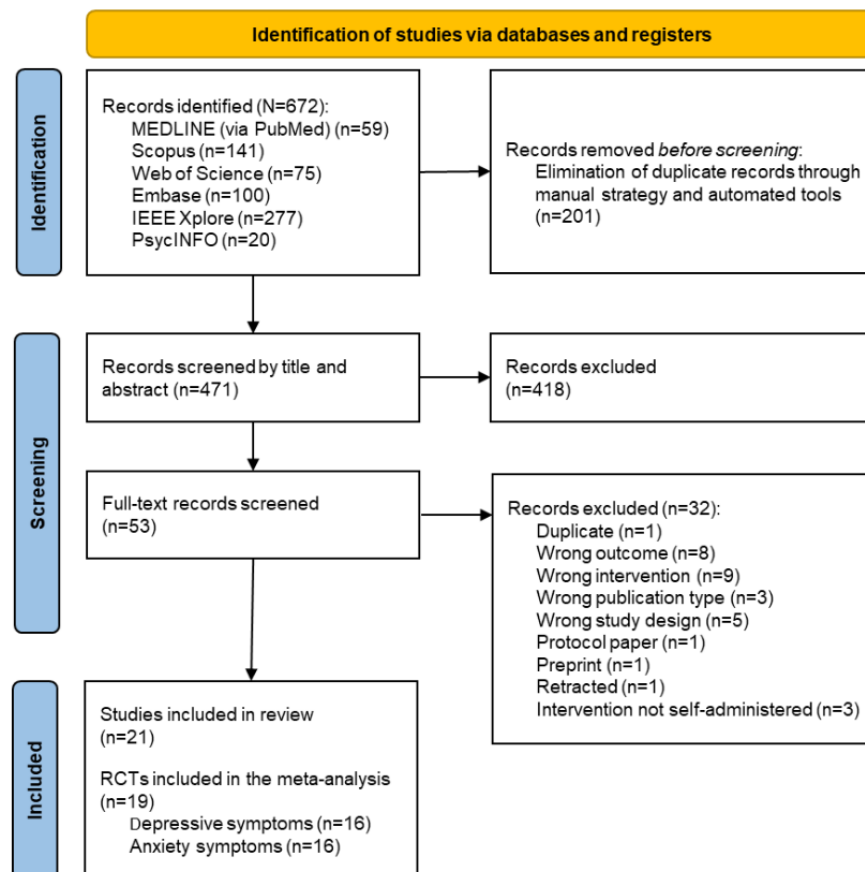 Identification of studies via databases and registers
Identification
Records identified (N=672):
MEDLINE (via PubMed) (n=59)
Scopus (n=141)
Web of Science (n=75)
Embase (n=100)
IEEE Xplore (n=277)
PsycINFO (n=20)
Records removed before screening:
Elimination of duplicate records through
manual strategy and automated tools
(n=201)
Screening
Records screened by title and
abstract (n=471)
Records excluded
(n=418)
Full-text records screened
(n=53)
Records excluded (n=32):
Duplicate (n=1)
Wrong outcome (n=8)
Wrong intervention (n=9)
Wrong publication type (n=3)
Wrong study design (n=5)
Protocol paper (n=1)
Preprint (n=1)
Retracted (n=1)
Intervention not self-administered (n=3)
Included
Studies included in review
(n=21)
RCTs included in the meta-analysis
(n=19)
Depressive symptoms (n=16)
Anxiety symptoms (n=16)